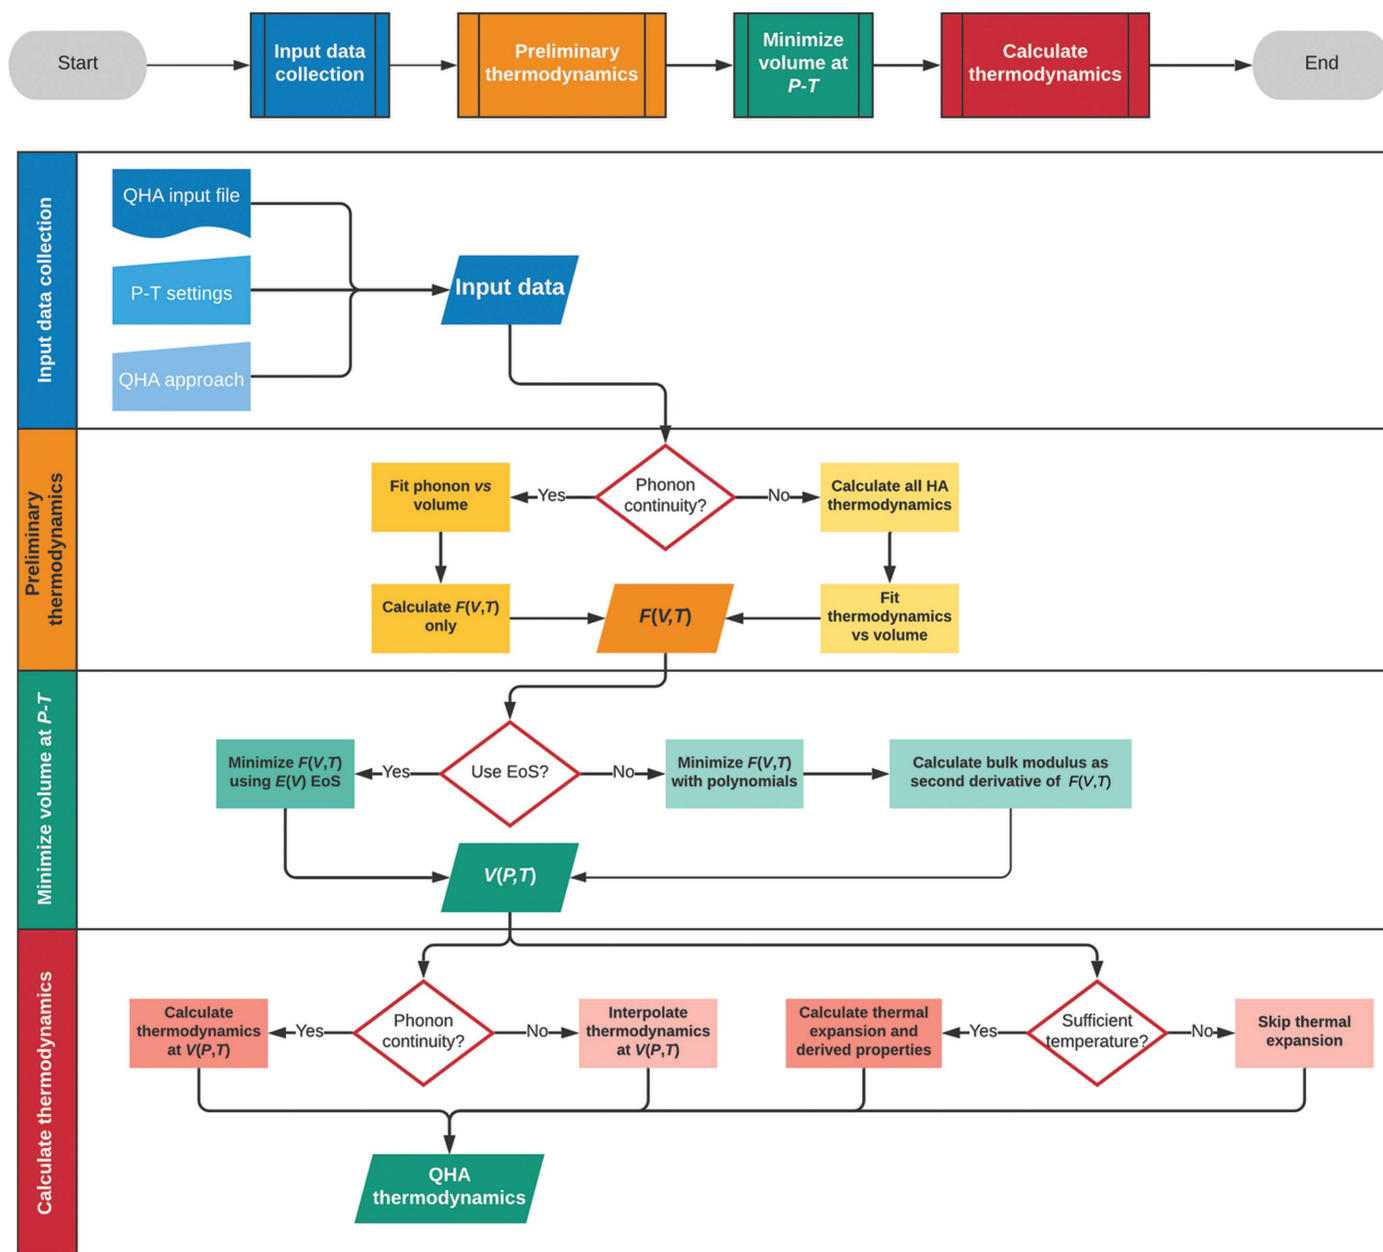 Start
Input data
collection
Preliminary
thermodynamics
Minimize
volume at
P-T
Calculate
thermodynamics
End
Input data collection
QHA input file
P-T settings
QHA approach
Input data
Preliminary
thermodynamics
Phonon
continuity?
Yes
No
Fit phonon vs
volume
Calculate all HA
thermodynamics
Calculate F(V,T)
only
F(V,T)
Fit
thermodynamics
vs volume
Minimize volume at P-T
Use EoS?
Yes
No
Minimize F(V,T)
using E(V) EoS
Minimize F(V,T)
with polynomials
Calculate bulk modulus as
second derivative of F(V,T)
V(P,T)
Calculate thermodynamics
Calculate
thermodynamics
at V(P,T)
Yes
Phonon
continuity?
No
Interpolate
thermodynamics
at V(P,T)
Calculate thermal
expansion and
derived properties
Yes
Sufficient
temperature?
No
Skip thermal
expansion
QHA
thermodynamics